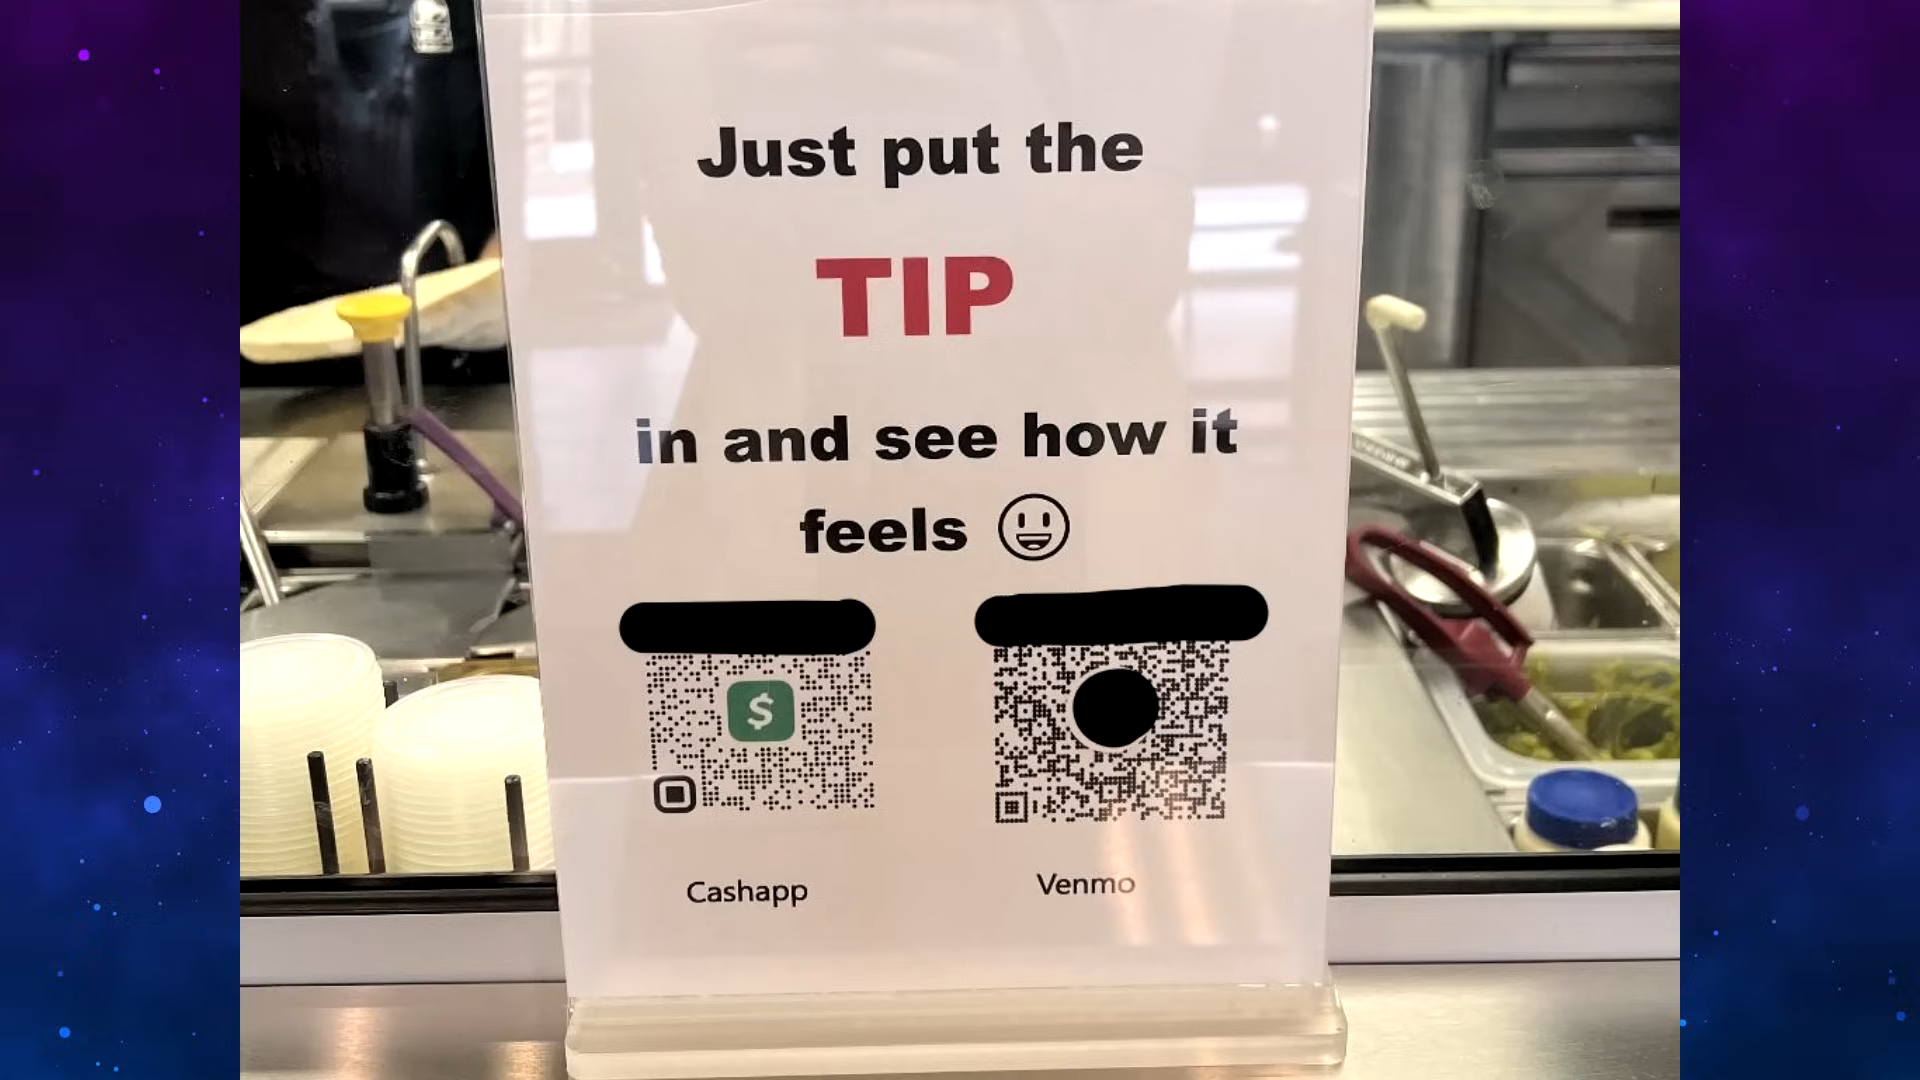 Just put the
TIP
in and see how it
feels 😃
$
Cashapp
Venmo